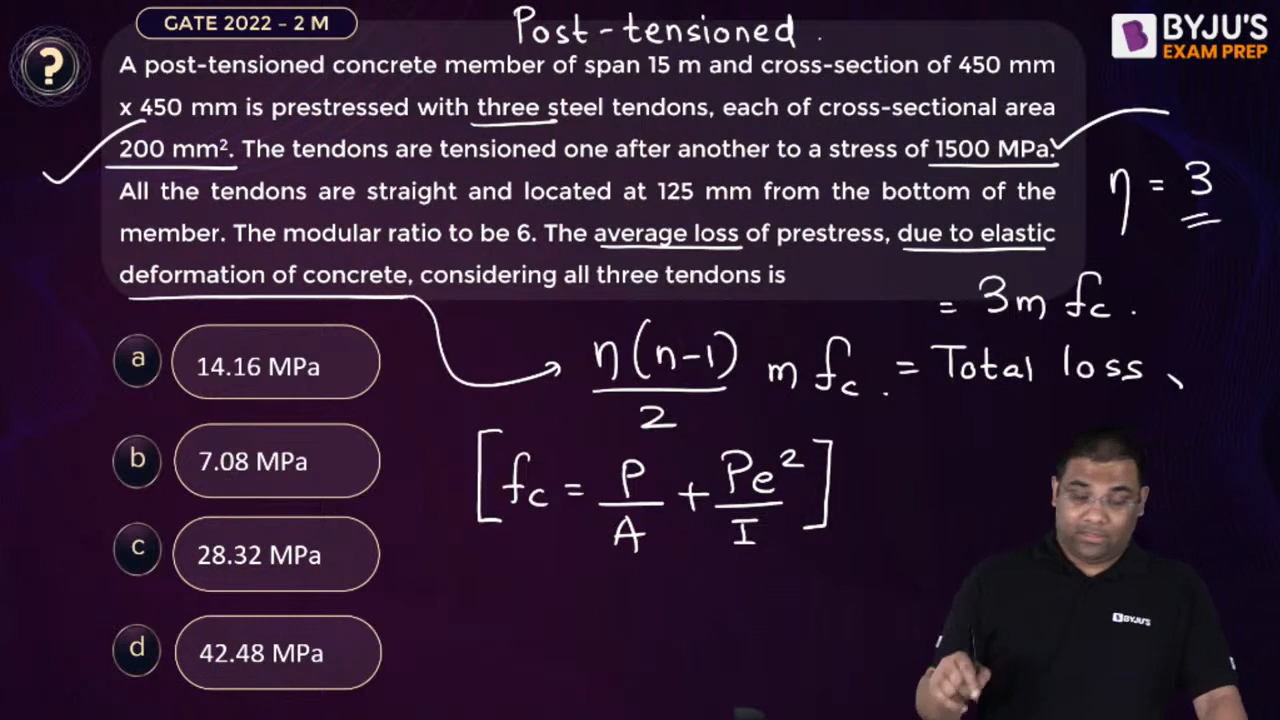 GATE 2022 – 2 M
Post-tensioned.
BYJU'S
EXAM PREP
?
A post-tensioned concrete member of span 15 m and cross-section of 450 mm
x 450 mm is prestressed with three steel tendons, each of cross-sectional area
200 mm². The tendons are tensioned one after another to a stress of 1500 MPa.
All the tendons are straight and located at 125 mm from the bottom of the
member. The modular ratio to be 6. The average loss of prestress, due to elastic
deformation of concrete, considering all three tendons is
η = 3
= 3m fc.
η(n-1)/2 m fc. = Total loss
[fc = P/A + Pe²/I]
a 14.16 MPa
b 7.08 MPa
c 28.32 MPa
d 42.48 MPa
BYJU'S